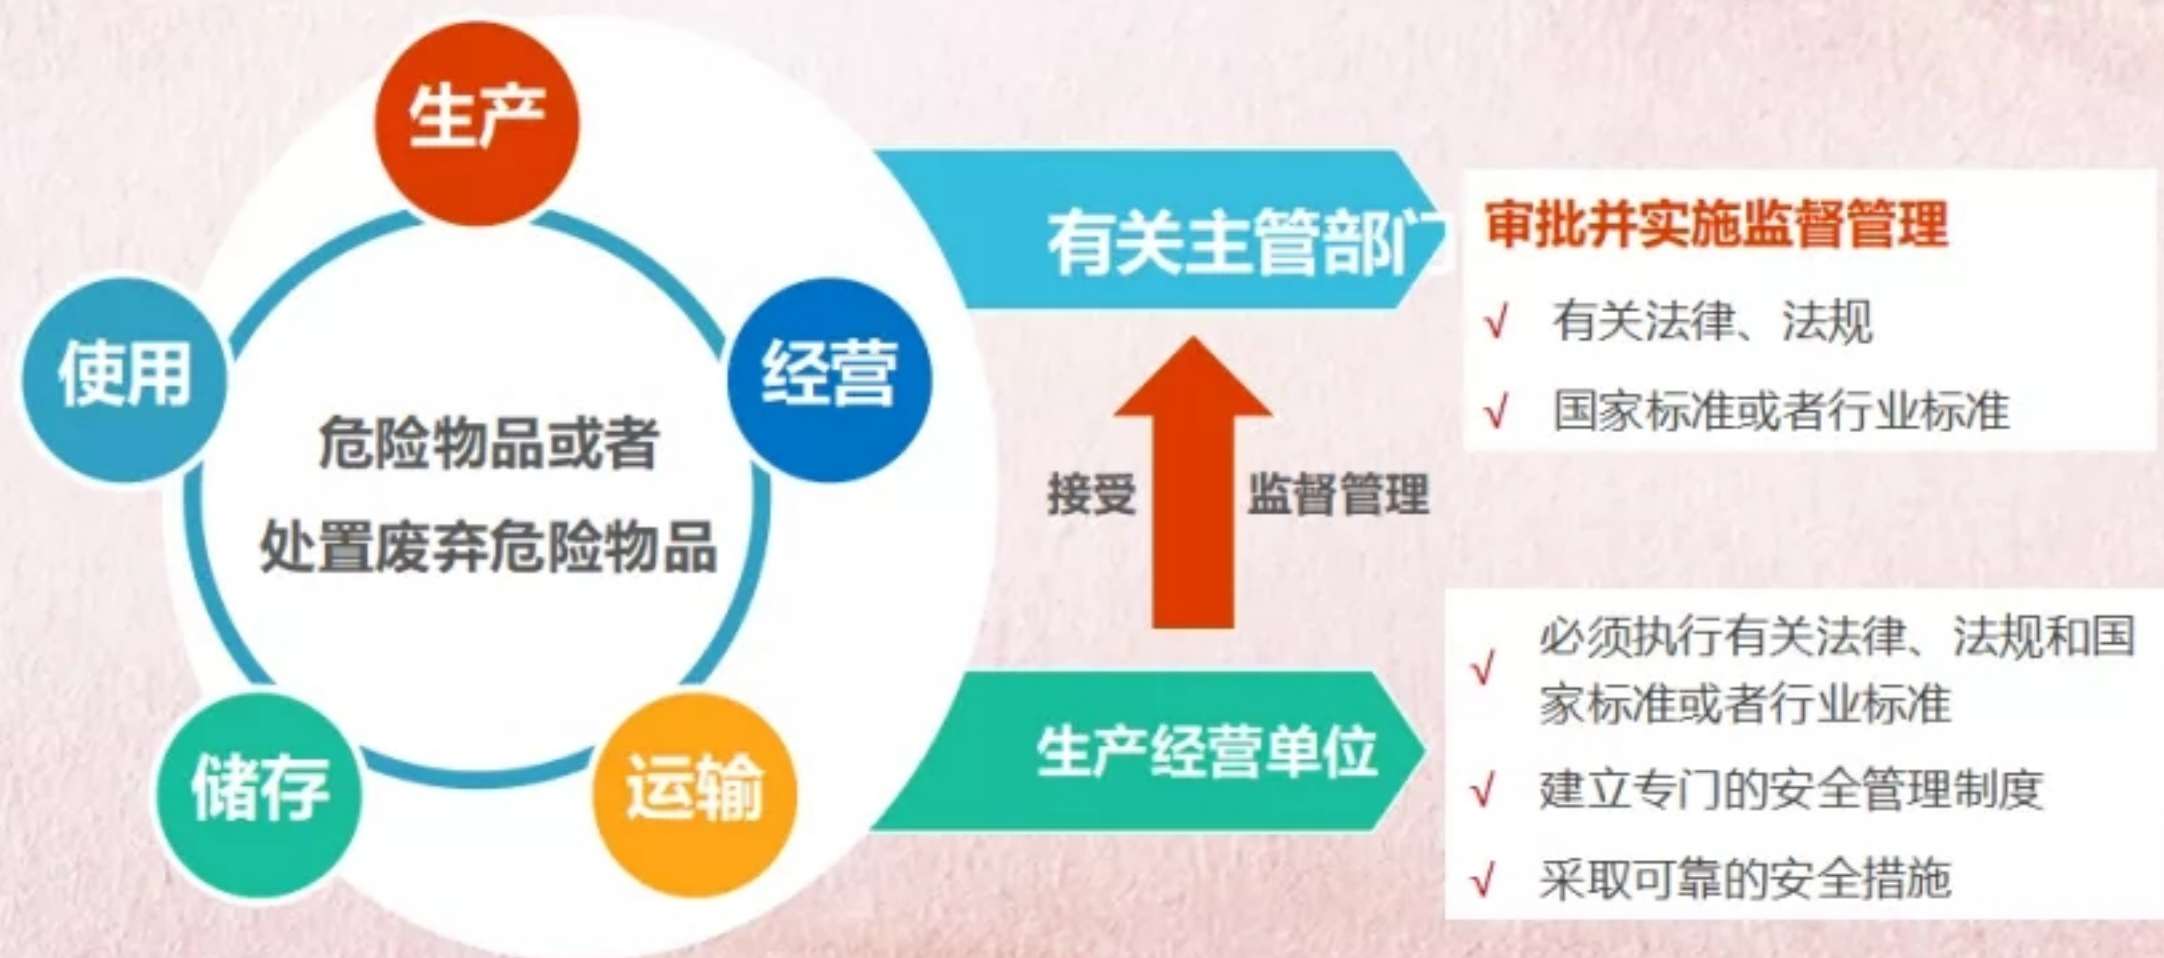 生产
使用
经营
危险物品或者
处置废弃危险物品
储存
运输
有关主管部门
接受
监督管理
生产经营单位
审批并实施监督管理
√ 有关法律、法规
√ 国家标准或者行业标准
√ 必须执行有关法律、法规和国
家标准或者行业标准
√ 建立专门的安全管理制度
√ 采取可靠的安全措施